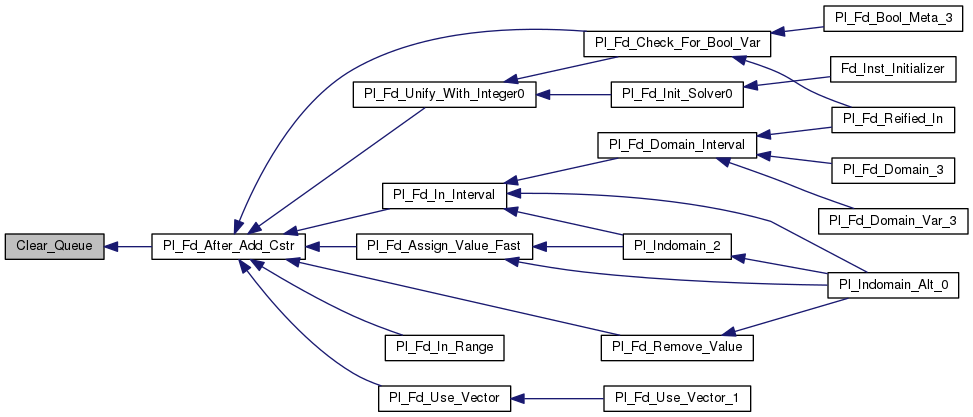 Clear_Queue
Pl_Fd_After_Add_Cstr
Pl_Fd_Check_For_Bool_Var
Pl_Fd_Bool_Meta_3
Pl_Fd_Unify_With_Integer0
Pl_Fd_Init_Solver0
Fd_Inst_Initializer
Pl_Fd_Reified_In
Pl_Fd_In_Interval
Pl_Fd_Domain_Interval
Pl_Fd_Domain_3
Pl_Fd_Domain_Var_3
Pl_Fd_Assign_Value_Fast
Pl_Indomain_2
Pl_Indomain_Alt_0
Pl_Fd_In_Range
Pl_Fd_Remove_Value
Pl_Fd_Use_Vector
Pl_Fd_Use_Vector_1